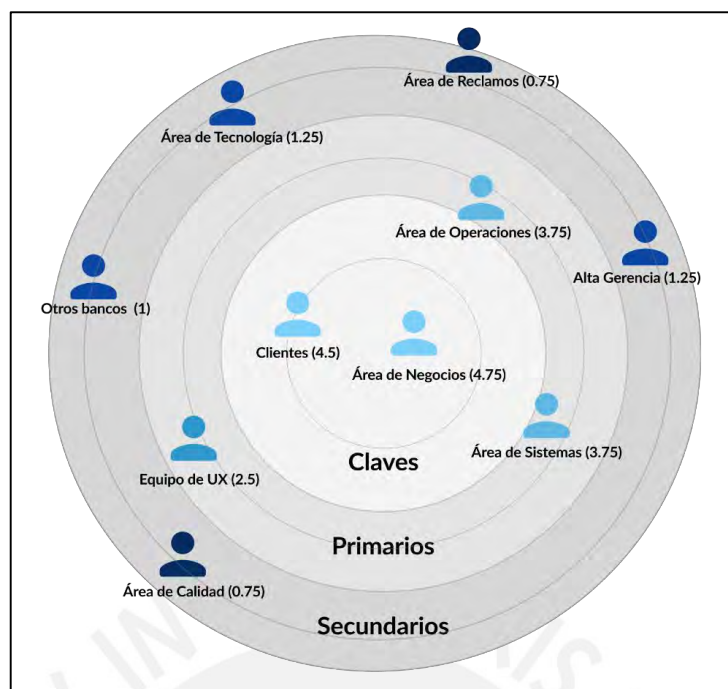 Área de Reclamos (0.75)
Área de Tecnología (1.25)
Área de Operaciones (3.75)
Alta Gerencia (1.25)
Otros bancos (1)
Clientes (4.5)
Área de Negocios (4.75)
Área de Sistemas (3.75)
Claves
Equipo de UX (2.5)
Primarios
Área de Calidad (0.75)
Secundarios